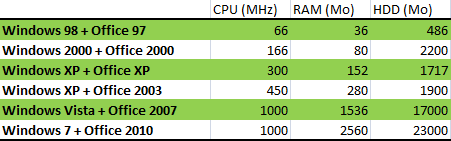 CPU (MHz) RAM (Mo) HDD (Mo)
Windows 98 + Office 97 66 36 486
Windows 2000 + Office 2000 166 80 2200
Windows XP + Office XP 300 152 1717
Windows XP + Office 2003 450 280 1900
Windows Vista + Office 2007 1000 1536 17000
Windows 7 + Office 2010 1000 2560 23000